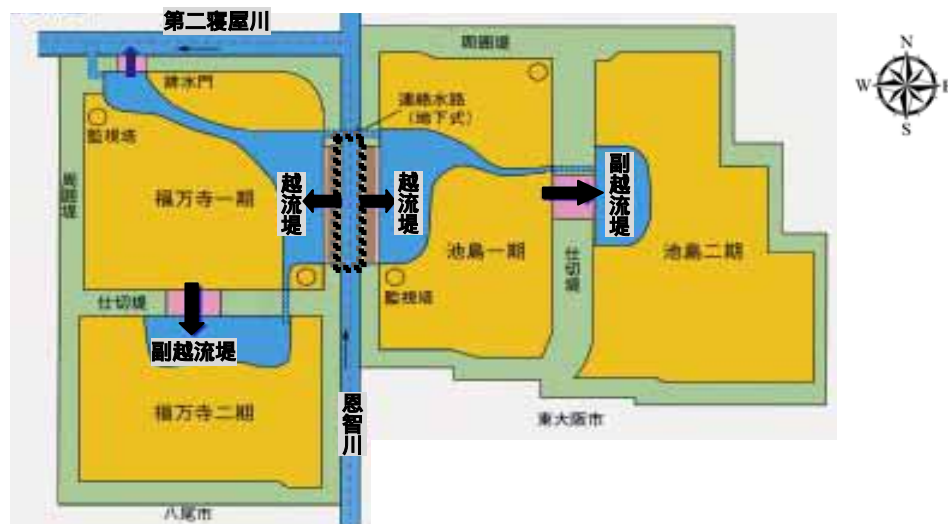 第二寝屋川
周囲堤
N
W
E
S
排水門
連絡水路
(地下式)
監視塔
副越流堤
周囲堤
越流堤
越流堤
福万寺一期
池島一期
仕切堤
池島二期
監視塔
仕切堤
副越流堤
恩智川
福万寺二期
東大阪市
八尾市